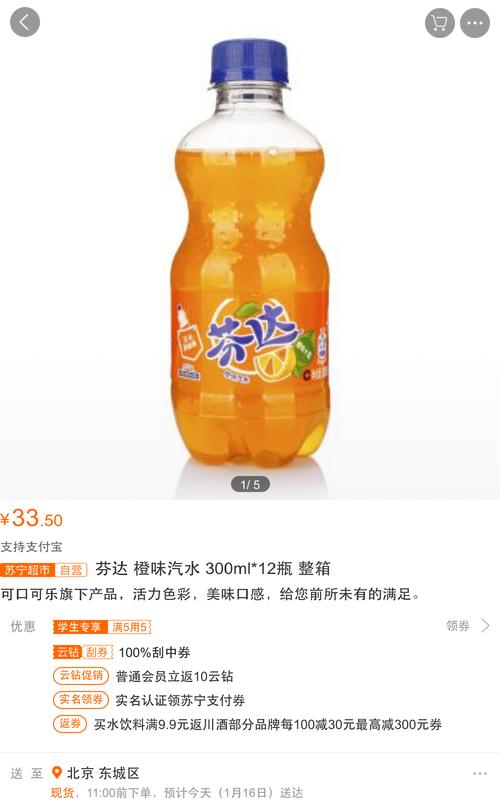 芬达
1/ 5
¥33.50
支持支付宝
苏宁超市 自营 芬达 橙味汽水 300ml*12瓶 整箱
可口可乐旗下产品，活力色彩，美味口感，给您前所未有的满足。
优惠 学生专享 满5用5 领券
云钻 刮券 100%刮中券
云钻促销 普通会员立返10云钻
实名领券 实名认证领苏宁支付券
返券 买水饮料满9.9元返川酒部分品牌每100减30元最高减300元券
送 至 北京 东城区
现货，11:00前下单，预计今天（1月16日）送达